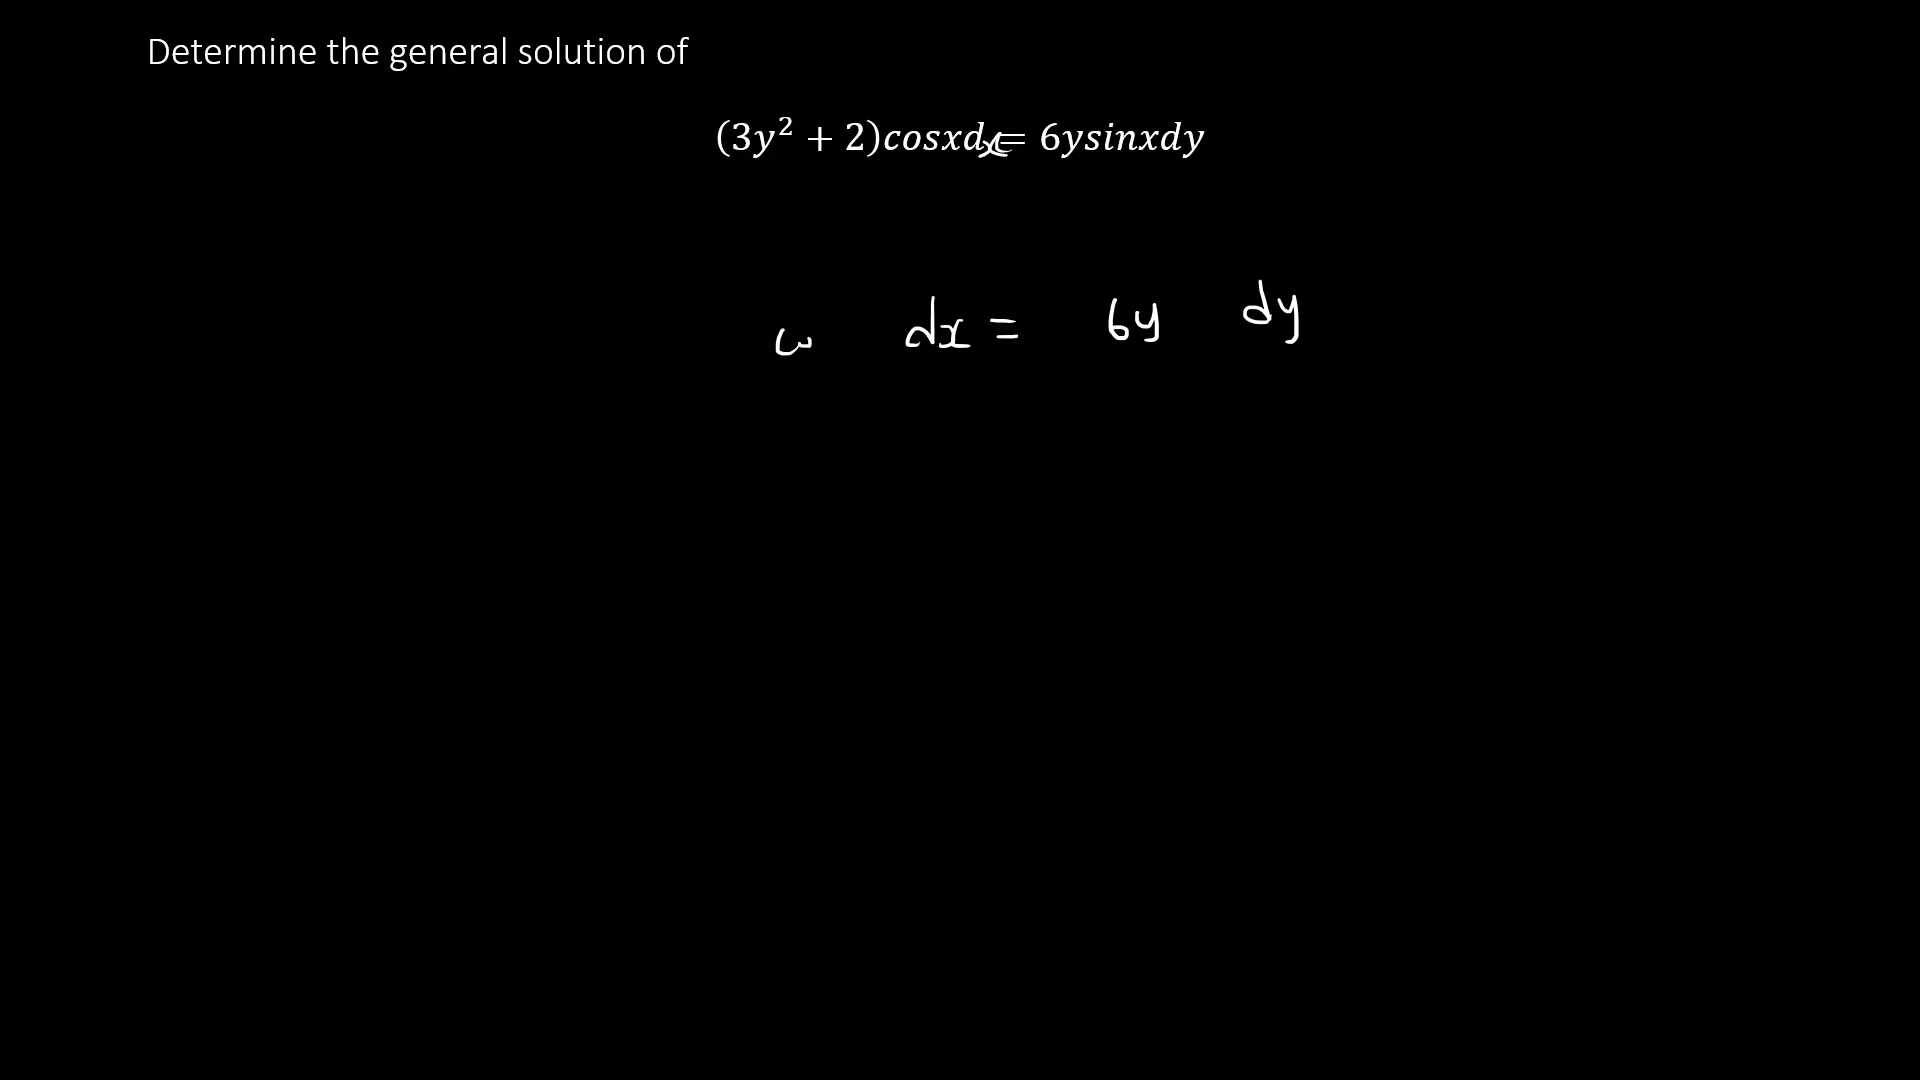 Determine the general solution of
(3y² + 2)cosxdx= 6ysinxdy
dx = 6y dy